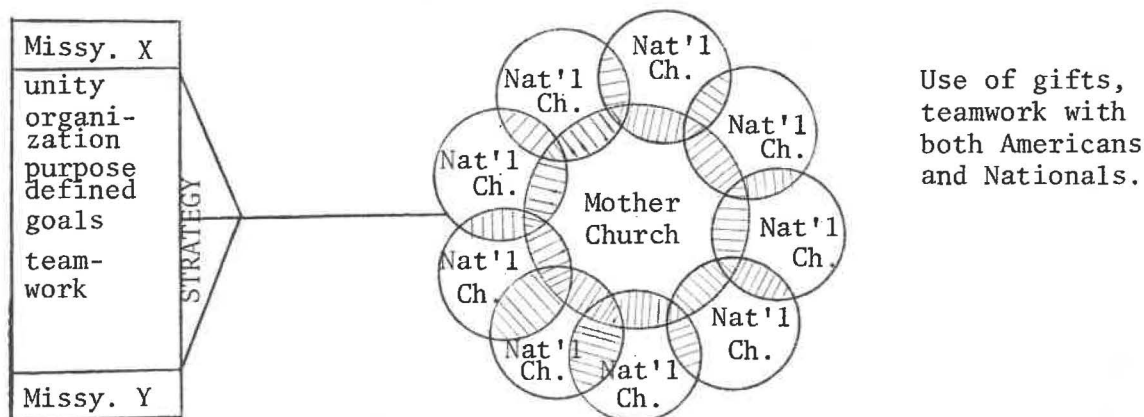 Missy. X
unity
organi-
zation
purpose
defined
goals
team-
work
Missy. Y
STRATEGY
Nat'l
Ch.
Nat'l
Ch.
Nat'l
Ch.
Nat'l
Ch.
Nat'l
Ch.
Nat'l
Ch.
Nat'l
Ch.
Nat'l
Ch.
Nat'l
Ch.
Mother
Church
Use of gifts,
teamwork with
both Americans
and Nationals.